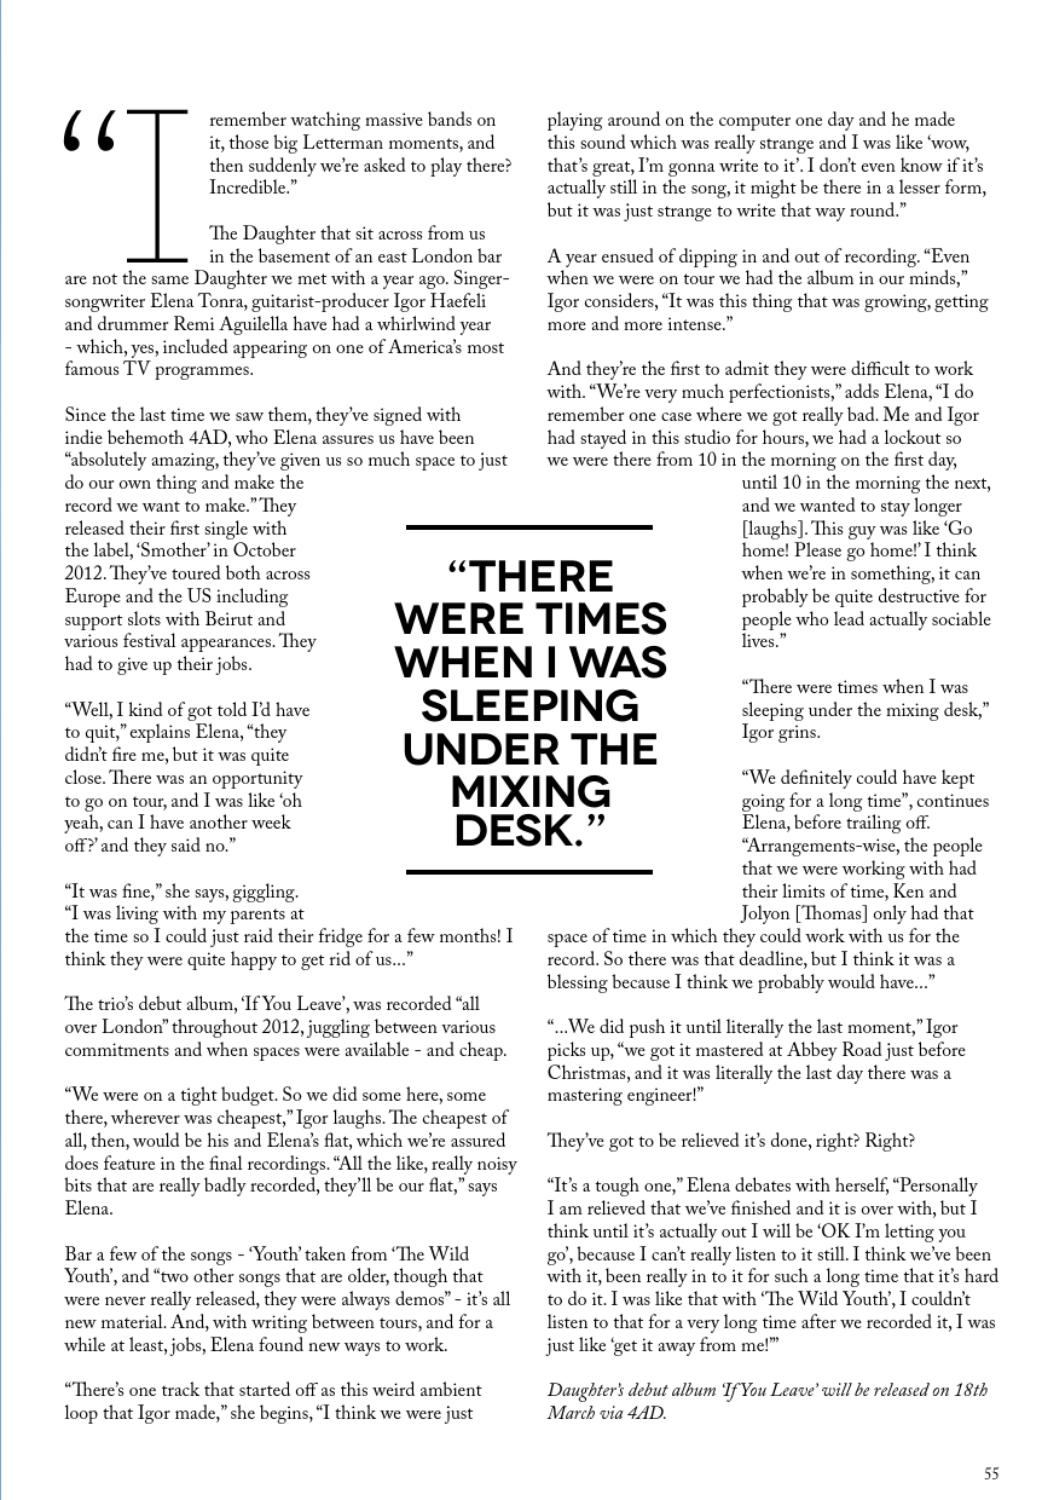 “I remember watching massive bands on
it, those big Letterman moments, and
then suddenly we’re asked to play there?
Incredible.”
The Daughter that sit across from us
in the basement of an east London bar
are not the same Daughter we met with a year ago. Singer-
songwriter Elena Tonra, guitarist-producer Igor Haefeli
and drummer Remi Aguilella have had a whirlwind year
- which, yes, included appearing on one of America’s most
famous TV programmes.
Since the last time we saw them, they’ve signed with
indie behemoth 4AD, who Elena assures us have been
“absolutely amazing, they’ve given us so much space to just
do our own thing and make the
record we want to make.” They
released their first single with
the label, ‘Smother’ in October
2012. They’ve toured both across
Europe and the US including
support slots with Beirut and
various festival appearances. They
had to give up their jobs.
“Well, I kind of got told I’d have
to quit,” explains Elena, “they
didn’t fire me, but it was quite
close. There was an opportunity
to go on tour, and I was like ‘oh
yeah, can I have another week
off?’ and they said no.”
“It was fine,” she says, giggling.
“I was living with my parents at
the time so I could just raid their fridge for a few months! I
think they were quite happy to get rid of us...”
The trio’s debut album, ‘If You Leave’, was recorded “all
over London” throughout 2012, juggling between various
commitments and when spaces were available - and cheap.
“We were on a tight budget. So we did some here, some
there, wherever was cheapest,” Igor laughs. The cheapest of
all, then, would be his and Elena’s flat, which we’re assured
does feature in the final recordings. “All the like, really noisy
bits that are really badly recorded, they’ll be our flat,” says
Elena.
Bar a few of the songs - ‘Youth’ taken from ‘The Wild
Youth’, and “two other songs that are older, though that
were never really released, they were always demos” - it’s all
new material. And, with writing between tours, and for a
while at least, jobs, Elena found new ways to work.
“There’s one track that started off as this weird ambient
loop that Igor made,” she begins, “I think we were just
playing around on the computer one day and he made
this sound which was really strange and I was like ‘wow,
that’s great, I’m gonna write to it’. I don’t even know if it’s
actually still in the song, it might be there in a lesser form,
but it was just strange to write that way round.”
A year ensued of dipping in and out of recording. “Even
when we were on tour we had the album in our minds,”
Igor considers, “It was this thing that was growing, getting
more and more intense.”
And they’re the first to admit they were difficult to work
with. “We’re very much perfectionists,” adds Elena, “I do
remember one case where we got really bad. Me and Igor
had stayed in this studio for hours, we had a lockout so
we were there from 10 in the morning on the first day,
until 10 in the morning the next,
and we wanted to stay longer
[laughs]. This guy was like ‘Go
home! Please go home!’ I think
when we’re in something, it can
probably be quite destructive for
people who lead actually sociable
lives.”
“There were times when I was
sleeping under the mixing desk,”
Igor grins.
“We definitely could have kept
going for a long time”, continues
Elena, before trailing off.
“Arrangements-wise, the people
that we were working with had
their limits of time, Ken and
Jolyon [Thomas] only had that
space of time in which they could work with us for the
record. So there was that deadline, but I think it was a
blessing because I think we probably would have...”
“...We did push it until literally the last moment,” Igor
picks up, “we got it mastered at Abbey Road just before
Christmas, and it was literally the last day there was a
mastering engineer!”
They’ve got to be relieved it’s done, right? Right?
“It’s a tough one,” Elena debates with herself, “Personally
I am relieved that we’ve finished and it is over with, but I
think until it’s actually out I will be ‘OK I’m letting you
go’, because I can’t really listen to it still. I think we’ve been
with it, been really in to it for such a long time that it’s hard
to do it. I was like that with ‘The Wild Youth’, I couldn’t
listen to that for a very long time after we recorded it, I was
just like ‘get it away from me!’”
Daughter’s debut album ‘If You Leave’ will be released on 18th
March via 4AD.
“THERE
WERE TIMES
WHEN I WAS
SLEEPING
UNDER THE
MIXING
DESK.”
55